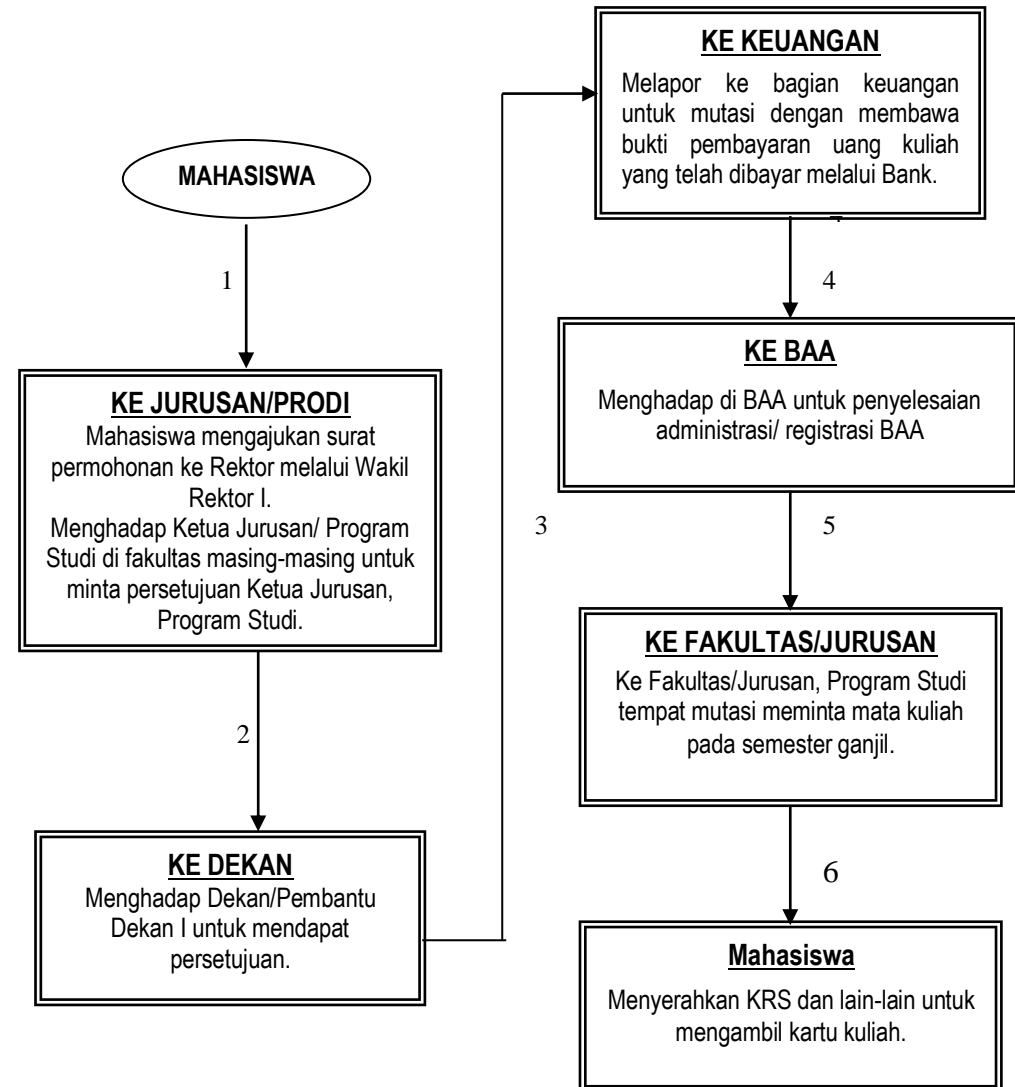 MAHASISWA
1
KE JURUSAN/PRODI
Mahasiswa mengajukan surat
permohonan ke Rektor melalui Wakil
Rektor I.
Menghadap Ketua Jurusan/ Program
Studi di fakultas masing-masing untuk
minta persetujuan Ketua Jurusan,
Program Studi.
2
KE DEKAN
Menghadap Dekan/Pembantu
Dekan I untuk mendapat
persetujuan.
3
KE KEUANGAN
Melapor ke bagian keuangan
untuk mutasi dengan membawa
bukti pembayaran uang kuliah
yang telah dibayar melalui Bank.
4
KE BAA
Menghadap di BAA untuk penyelesaian
administrasi/ registrasi BAA
5
KE FAKULTAS/JURUSAN
Ke Fakultas/Jurusan, Program Studi
tempat mutasi meminta mata kuliah
pada semester ganjil.
6
Mahasiswa
Menyerahkan KRS dan lain-lain untuk
mengambil kartu kuliah.